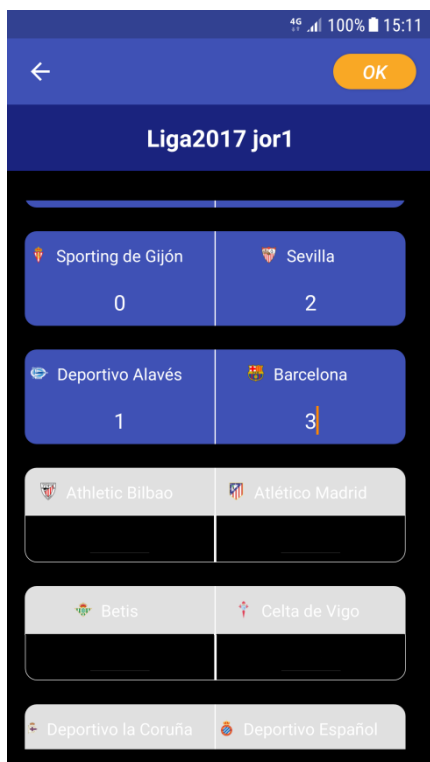 4G 100% 15:11
OK
Liga2017 jor1
Sporting de Gijón Sevilla
0 2
Deportivo Alavés Barcelona
1 3
Athletic Bilbao Atlético Madrid
Betis Celta de Vigo
Deportivo la Coruña Deportivo Español